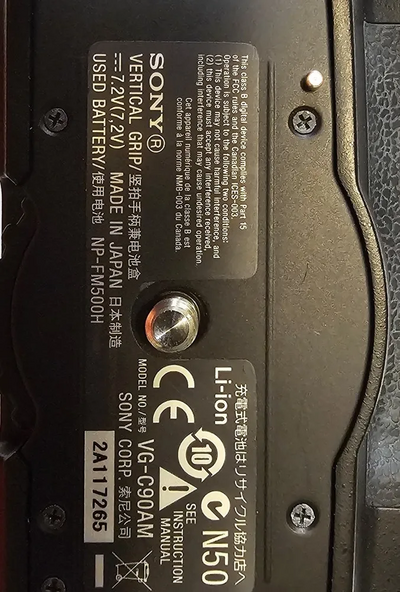 This class B digital device complies with Part 15
of the FCC rules and the Canadian ICES-003.
Operation is subject to the following two conditions:
(1) This device may not cause harmful interference, and
(2) this device must accept any interference received,
including interference that may cause undesired operation.
Cet appareil numérique de la classe B est
conforme à la norme NMB-003 du Canada.
SONY®
VERTICAL GRIP/竖拍手柄兼电池盒
7.2V(7.2V) MADE IN JAPAN 日本制造
USED BATTERY/使用电池 NP-FM500H
充電式電池はリサイクル協力店へ
Li-ion
10
N50
CE
SEE
INSTRUCTION
MANUAL
MODEL NO./型号 VG-C90AM
SONY CORP. 索尼公司
2A117265